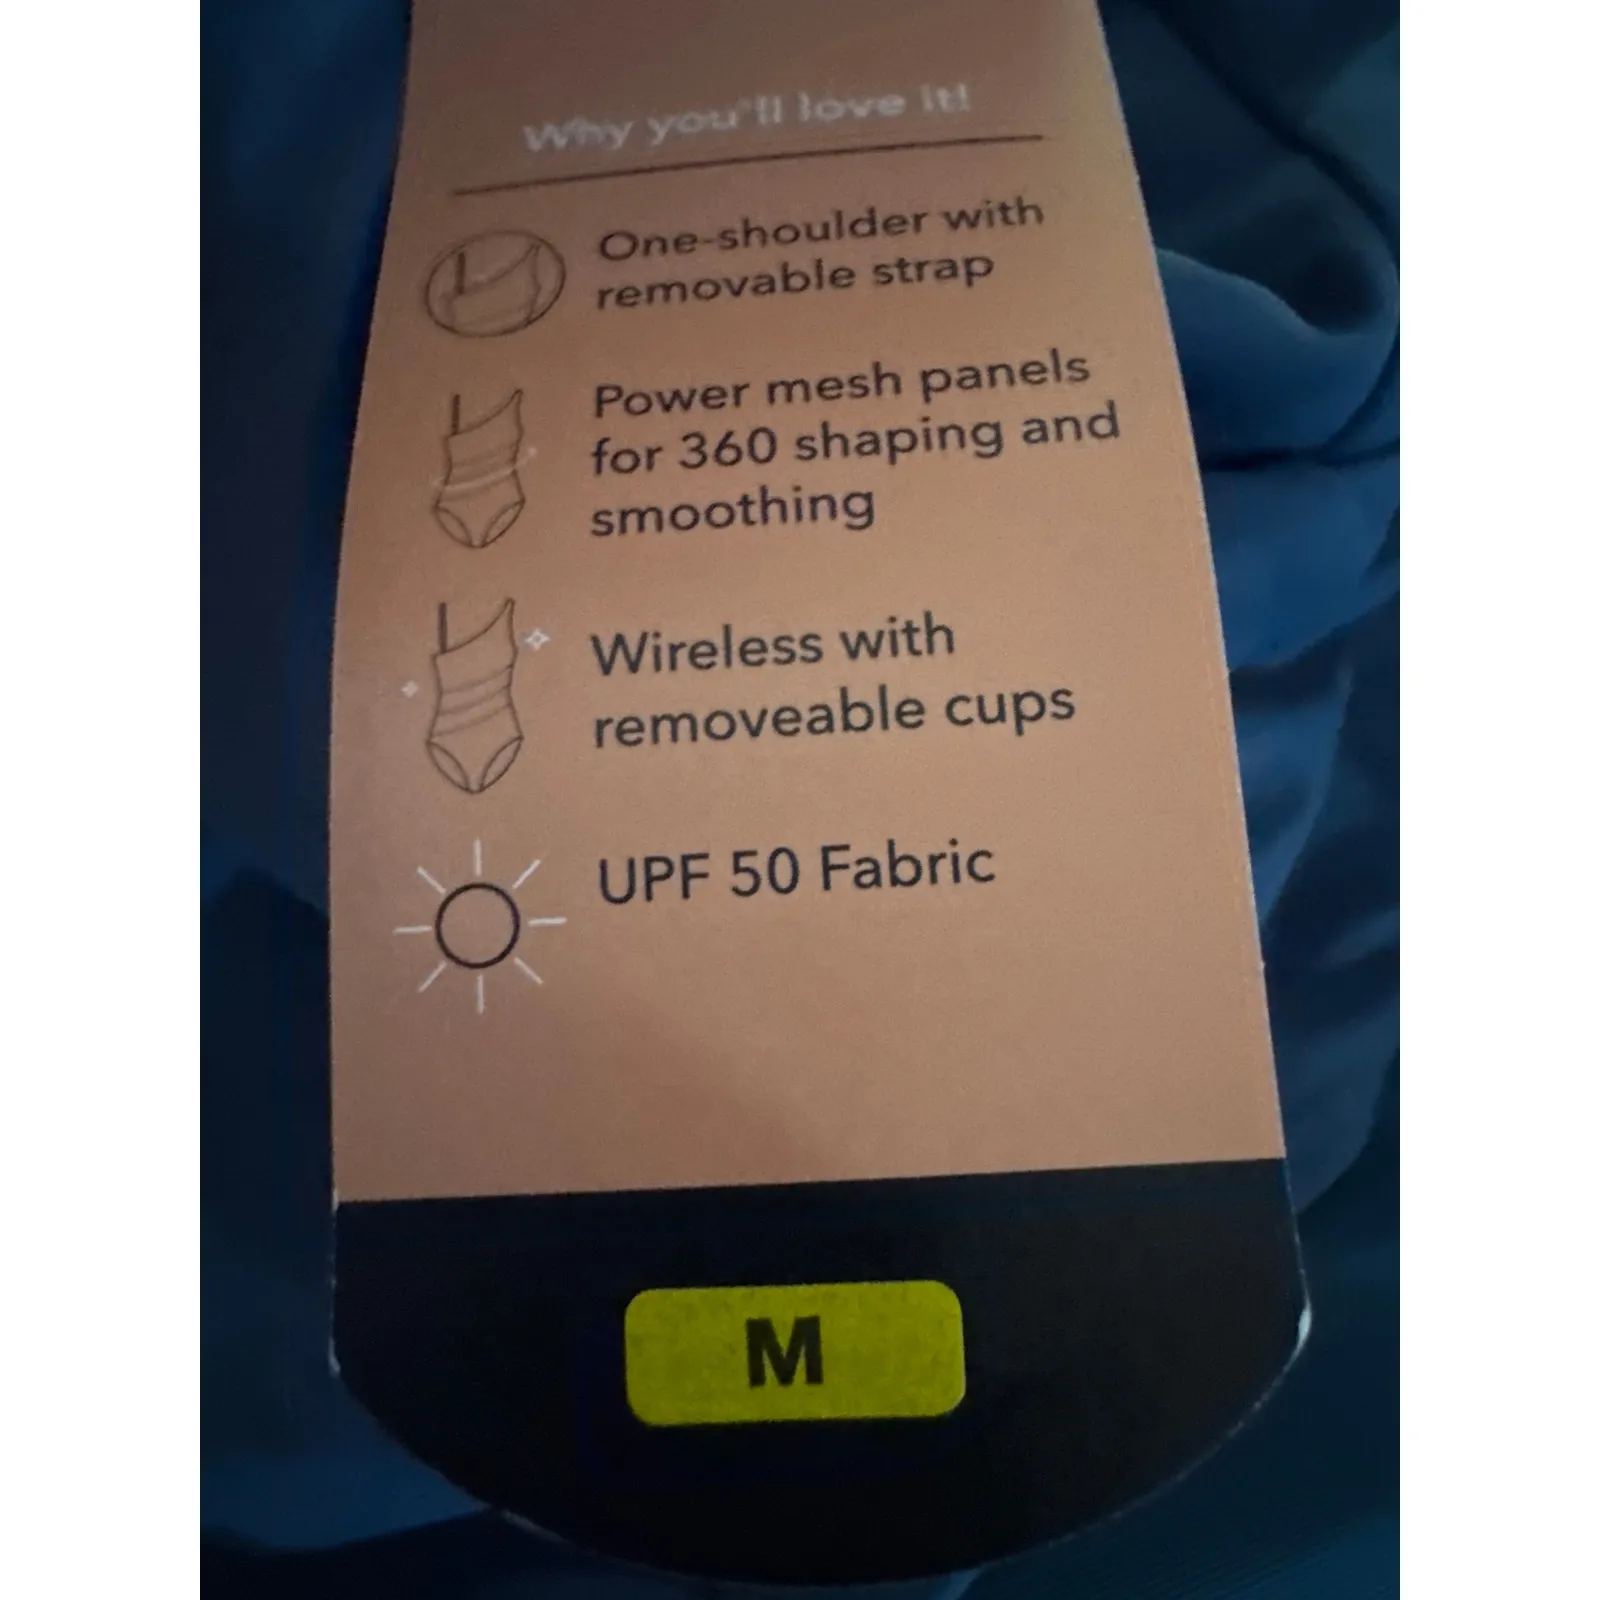 Why you'll love it!
One-shoulder with
removable strap
Power mesh panels
for 360 shaping and
smoothing
Wireless with
removeable cups
UPF 50 Fabric
M